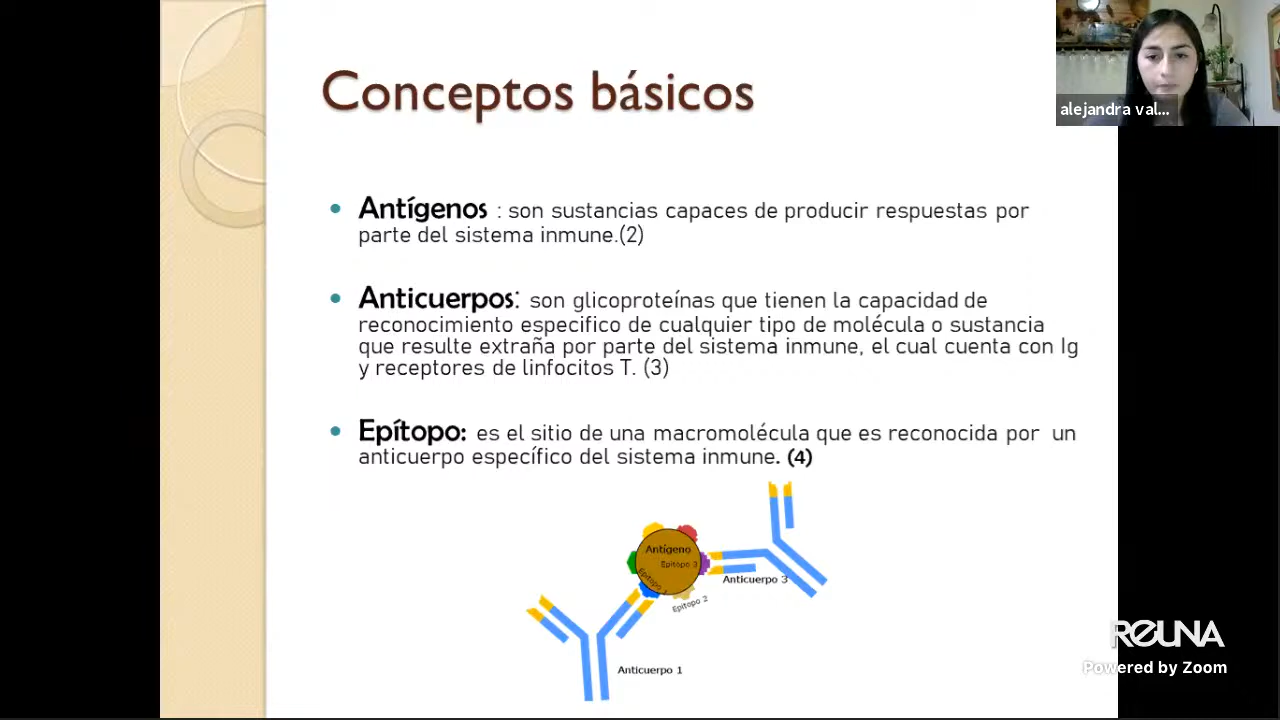 Conceptos básicos
alejandra val...
Antígenos : son sustancias capaces de producir respuestas por
parte del sistema inmune.(2)
Anticuerpos: son glicoproteínas que tienen la capacidad de
reconocimiento especifico de cualquier tipo de molécula o sustancia
que resulte extraña por parte del sistema inmune, el cual cuenta con Ig
y receptores de linfocitos T. (3)
Epítopo: es el sitio de una macromolécula que es reconocida por un
anticuerpo específico del sistema inmune. (4)
Antígeno
Epítopo 3
Epítopo 1
Epítopo 2
Anticuerpo 3
Anticuerpo 1
REUNA
Powered by Zoom